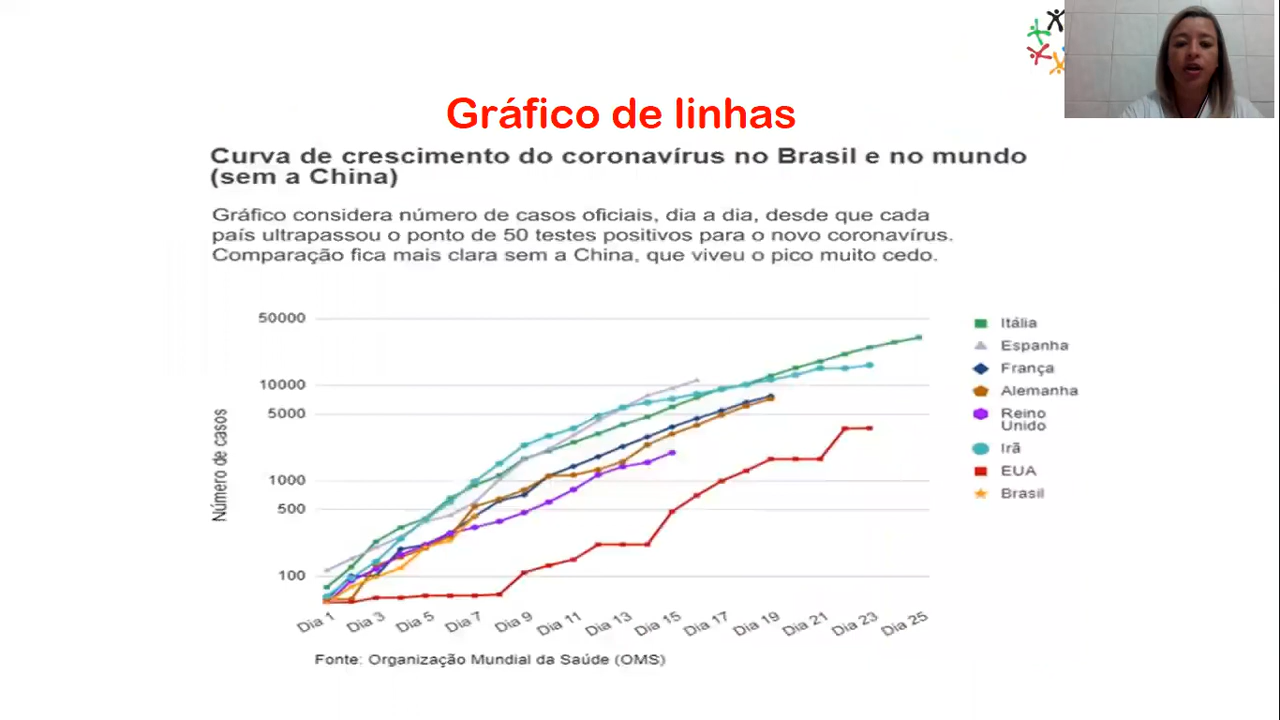 Gráfico de linhas
Curva de crescimento do coronavírus no Brasil e no mundo
(sem a China)
Gráfico considera número de casos oficiais, dia a dia, desde que cada
país ultrapassou o ponto de 50 testes positivos para o novo coronavírus.
Comparação fica mais clara sem a China, que viveu o pico muito cedo.
50000
10000
5000
1000
500
100
Número de casos
Dia 1
Dia 3
Dia 5
Dia 7
Dia 9
Dia 11
Dia 13
Dia 15
Dia 17
Dia 19
Dia 21
Dia 23
Dia 25
Itália
Espanha
França
Alemanha
Reino
Unido
Irã
EUA
Brasil
Fonte: Organização Mundial da Saúde (OMS)